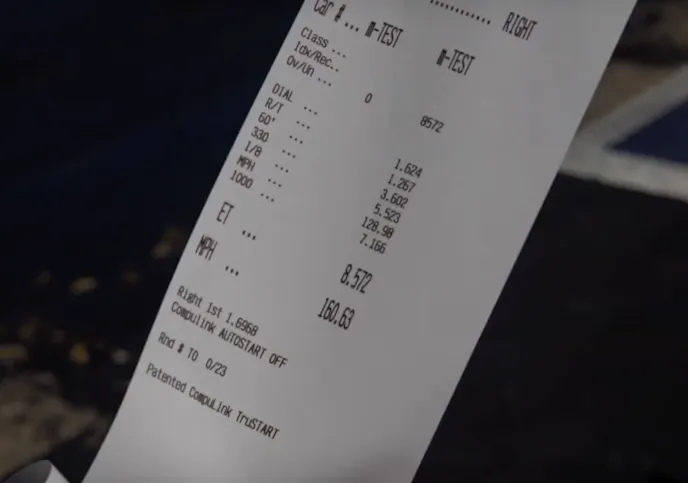 ............ RIGHT
Car # ... M-TEST M-TEST
Class ...
Idx/Rec..
Ov/Un ... 0 8572
DIAL ...
R/T ... 1.624
60' ... 1.267
330 ... 3.602
1/8 ... 5.523
MPH ... 128.90
1000 ... 7.166
ET ... 8.572
MPH ... 160.63
Right 1st 1.6968
CompuLink AUTOSTART OFF
Rnd # T0 0/23
Patented CompuLink TruSTART